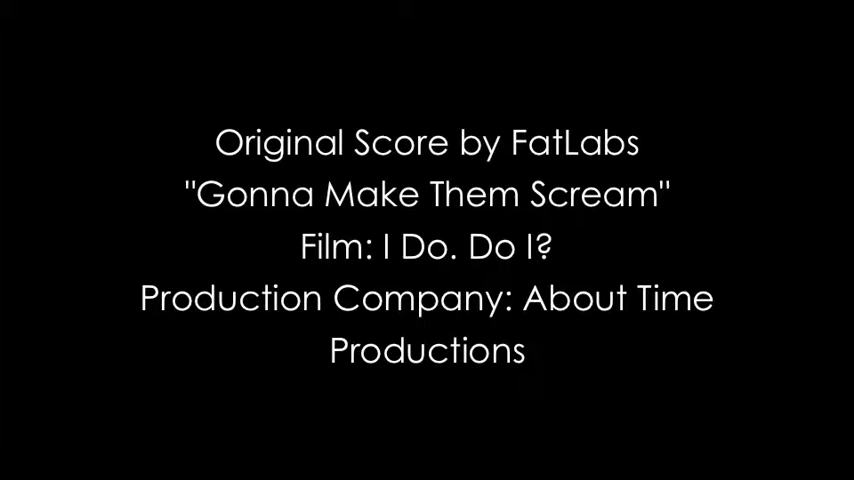 Original Score by FatLabs
"Gonna Make Them Scream"
Film: I Do. Do I?
Production Company: About Time
Productions